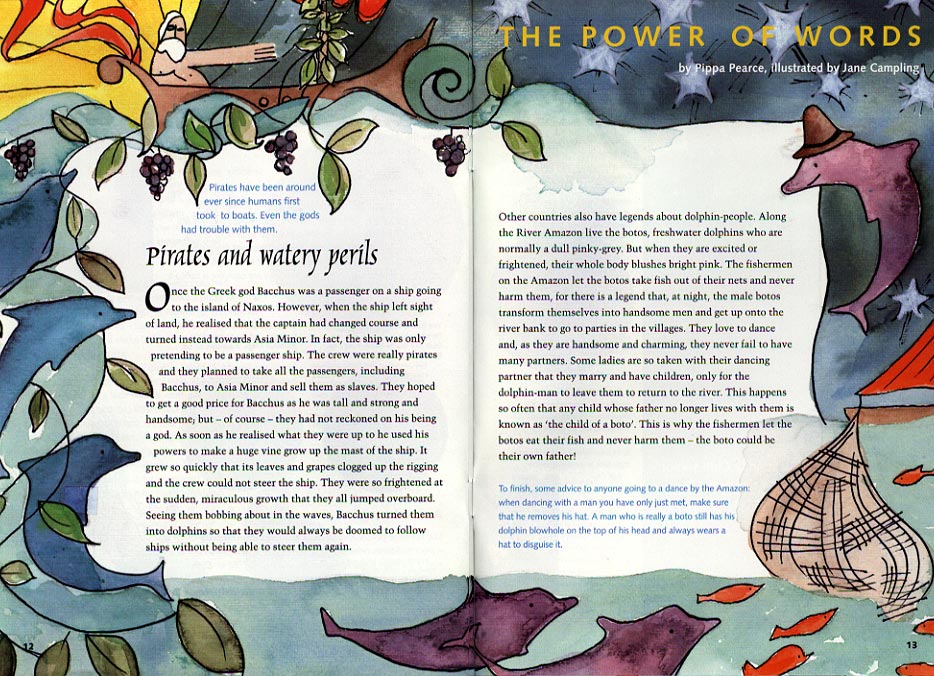 THE POWER OF WORDS
by Pippa Pearce, illustrated by Jane Campling
Pirates have been around
ever since humans first
took to boats. Even the gods
had trouble with them.
Pirates and watery perils
Once the Greek god Bacchus was a passenger on a ship going
to the island of Naxos. However, when the ship left sight
of land, he realised that the captain had changed course and
turned instead towards Asia Minor. In fact, the ship was only
pretending to be a passenger ship. The crew were really pirates
and they planned to take all the passengers, including
Bacchus, to Asia Minor and sell them as slaves. They hoped
to get a good price for Bacchus as he was tall and strong and
handsome; but – of course – they had not reckoned on his being
a god. As soon as he realised what they were up to he used his
powers to make a huge vine grow up the mast of the ship. It
grew so quickly that its leaves and grapes clogged up the rigging
and the crew could not steer the ship. They were so frightened at
the sudden, miraculous growth that they all jumped overboard.
Seeing them bobbing about in the waves, Bacchus turned them
into dolphins so that they would always be doomed to follow
ships without being able to steer them again.
12
Other countries also have legends about dolphin-people. Along
the River Amazon live the botos, freshwater dolphins who are
normally a dull pinky-grey. But when they are excited or
frightened, their whole body blushes bright pink. The fishermen
on the Amazon let the botos take fish out of their nets and never
harm them, for there is a legend that, at night, the male botos
transform themselves into handsome men and get up onto the
river bank to go to parties in the villages. They love to dance
and, as they are handsome and charming, they never fail to have
many partners. Some ladies are so taken with their dancing
partner that they marry and have children, only for the
dolphin-man to leave them to return to the river. This happens
so often that any child whose father no longer lives with them is
known as ‘the child of a boto’. This is why the fishermen let the
botos eat their fish and never harm them – the boto could be
their own father!
To finish, some advice to anyone going to a dance by the Amazon:
when dancing with a man you have only just met, make sure
that he removes his hat. A man who is really a boto still has his
dolphin blowhole on the top of his head and always wears a
hat to disguise it.
13